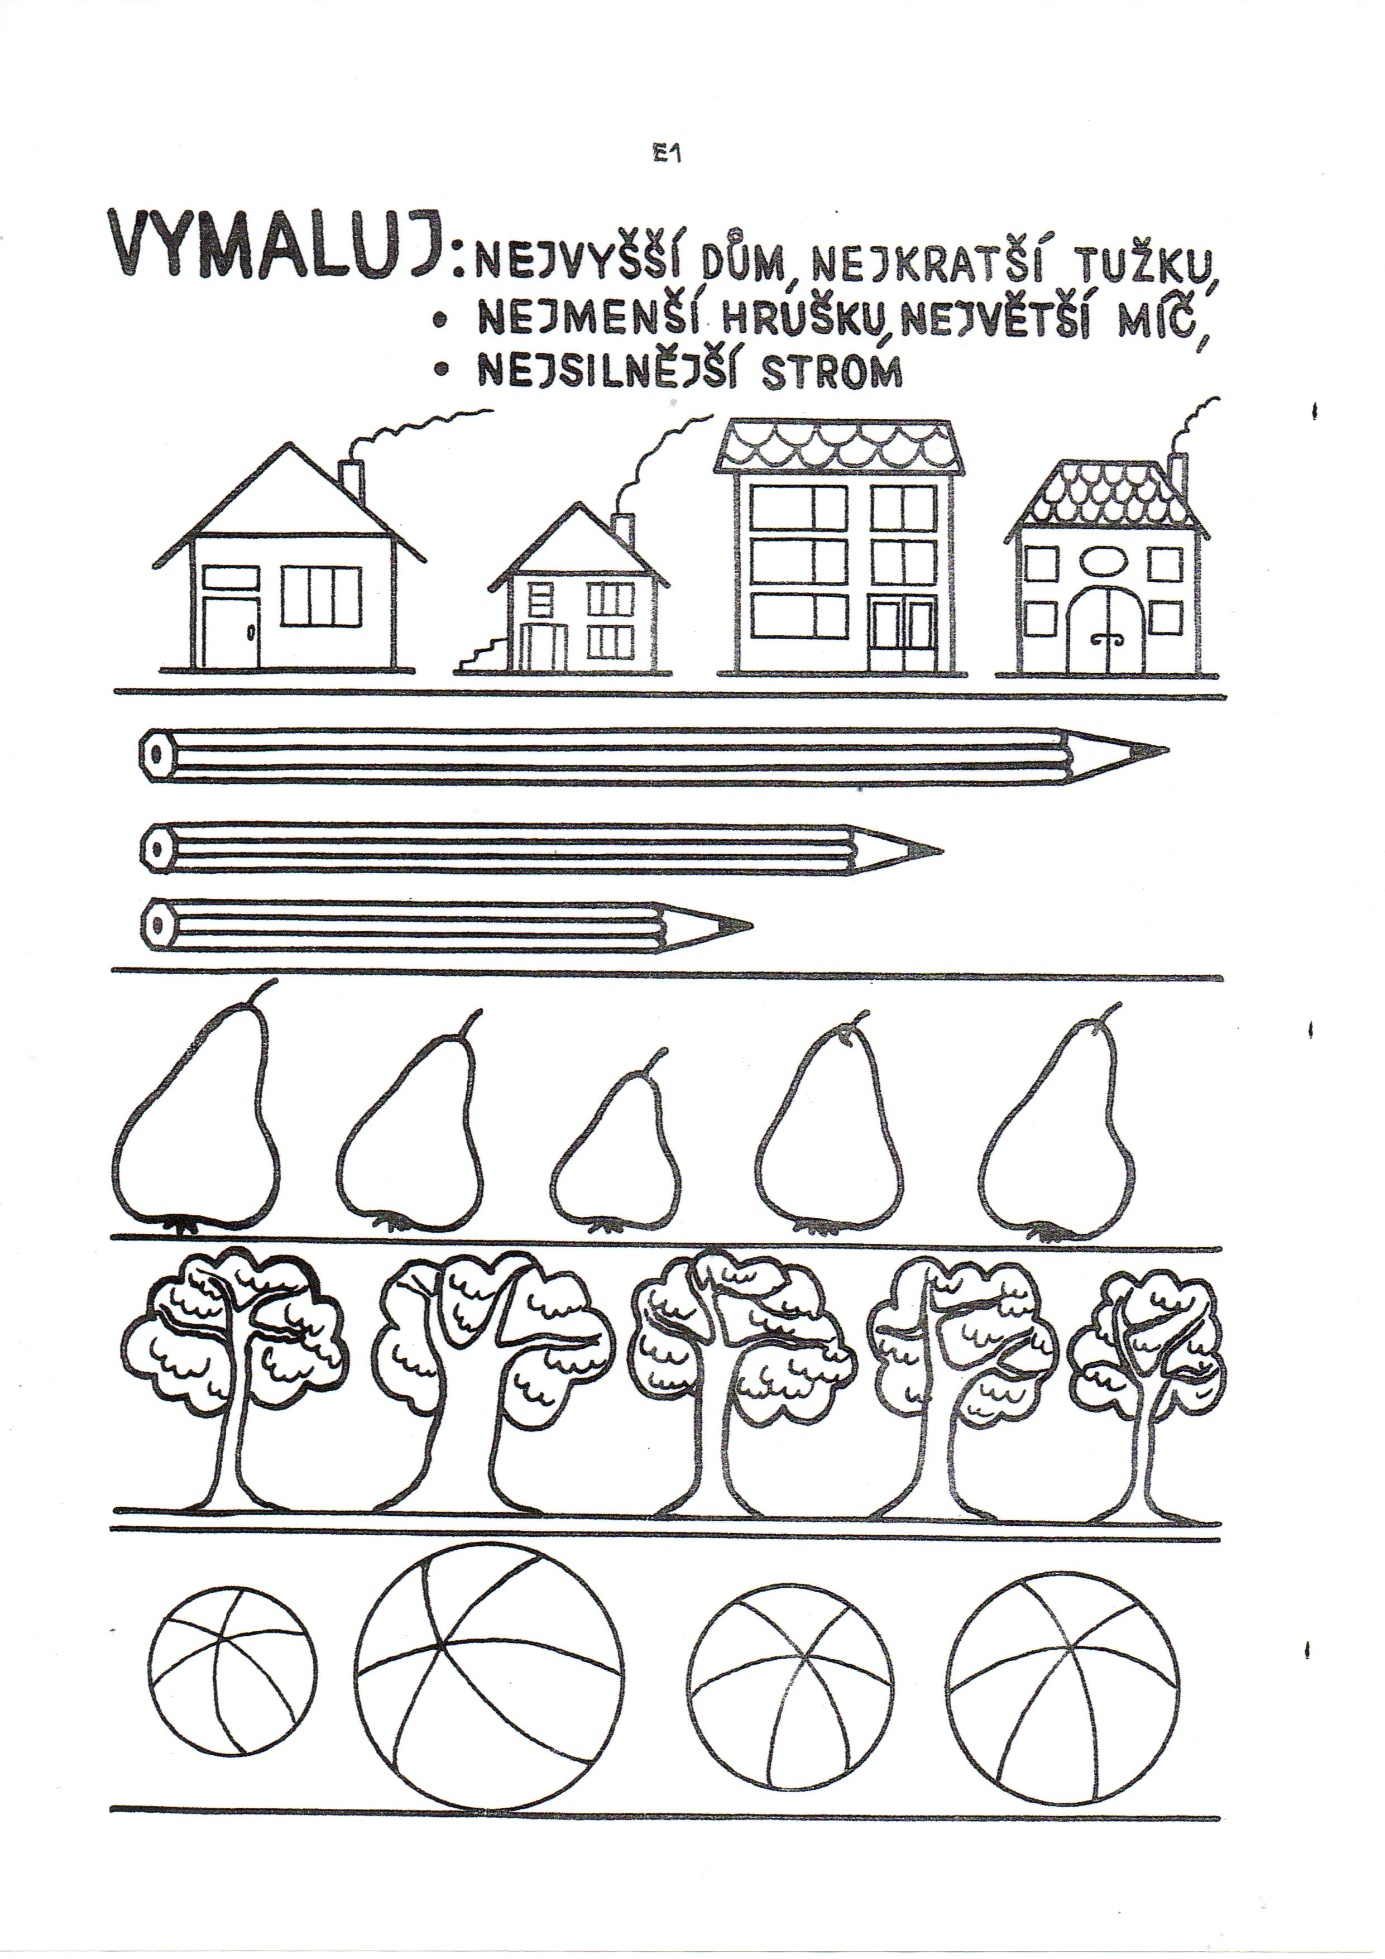 E1
VYMALUJ: NEJVYŠŠÍ DŮM, NEJKRATŠÍ TUŽKU,
• NEJMENŠÍ HRUŠKU, NEJVĚTŠÍ MÍČ,
• NEJSILNĚJŠÍ STROM